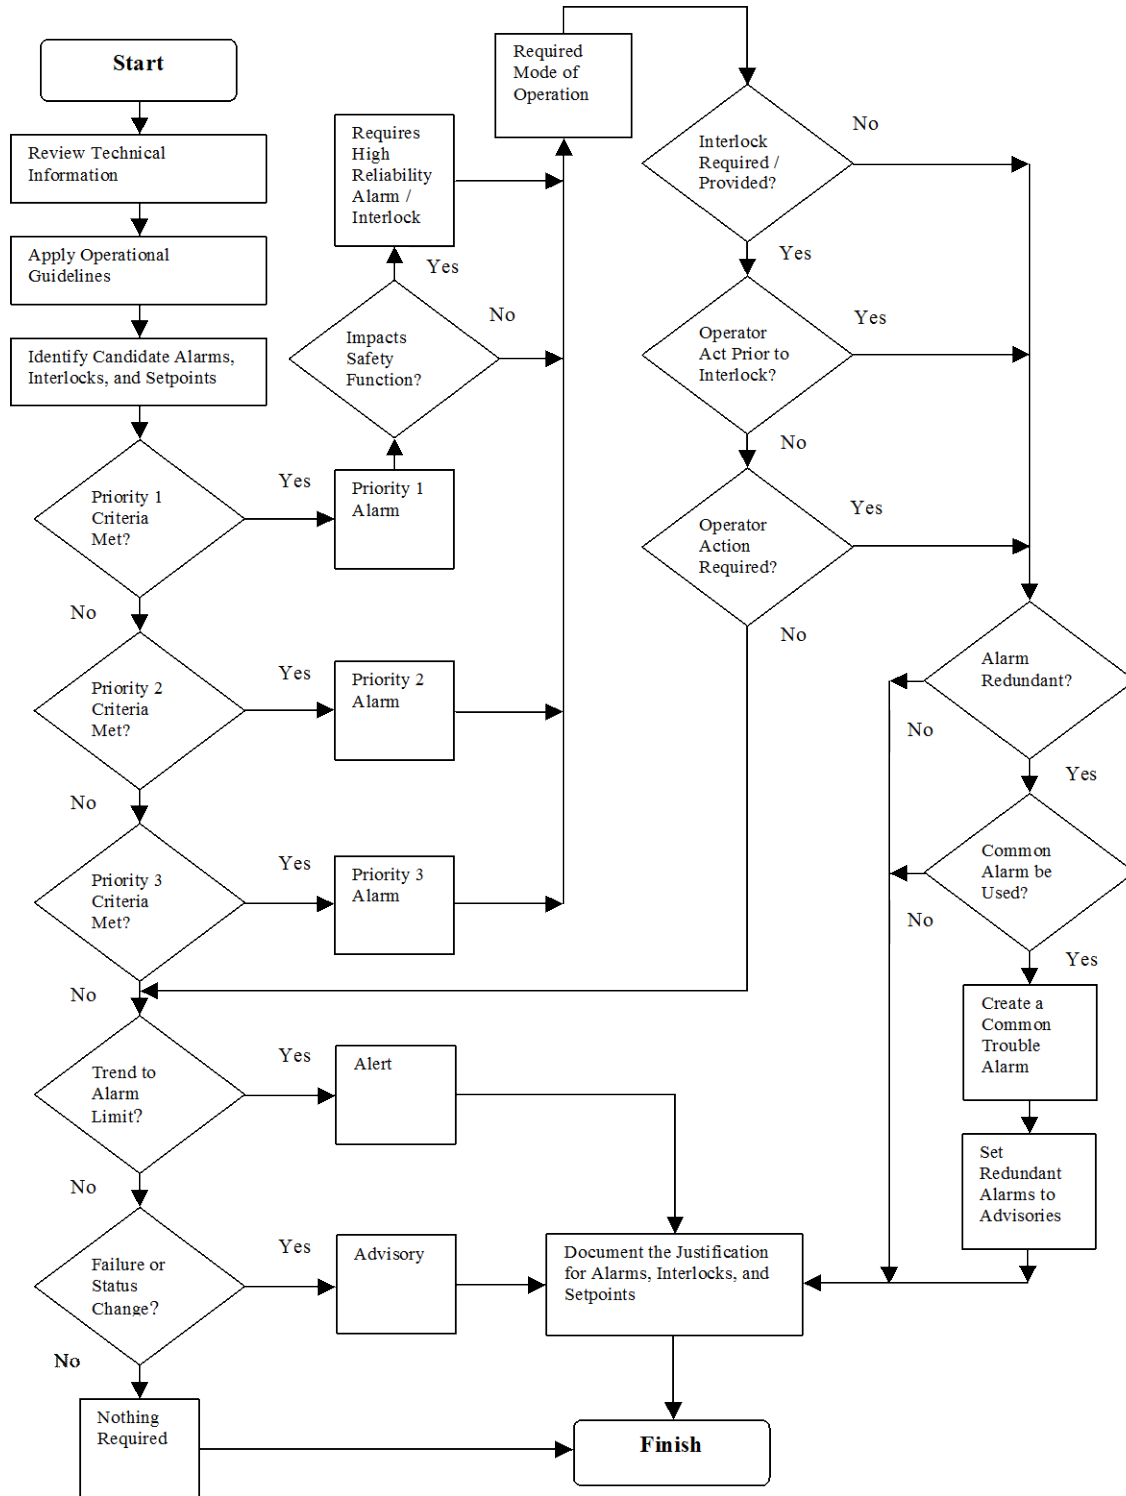 Start
Review Technical
Information
Apply Operational
Guidelines
Identify Candidate Alarms,
Interlocks, and Setpoints
Priority 1
Criteria
Met?
Yes
No
Priority 1
Alarm
Impacts
Safety
Function?
Yes
No
Requires
High
Reliability
Alarm /
Interlock
Priority 2
Criteria
Met?
Yes
No
Priority 2
Alarm
Priority 3
Criteria
Met?
Yes
No
Priority 3
Alarm
Trend to
Alarm
Limit?
Yes
No
Alert
Failure or
Status
Change?
Yes
No
Advisory
Nothing
Required
Required
Mode of
Operation
Interlock
Required /
Provided?
No
Yes
Operator
Act Prior to
Interlock?
Yes
No
Operator
Action
Required?
Yes
No
Alarm
Redundant?
No
Yes
Common
Alarm be
Used?
No
Yes
Create a
Common
Trouble
Alarm
Set
Redundant
Alarms to
Advisories
Document the Justification
for Alarms, Interlocks, and
Setpoints
Finish